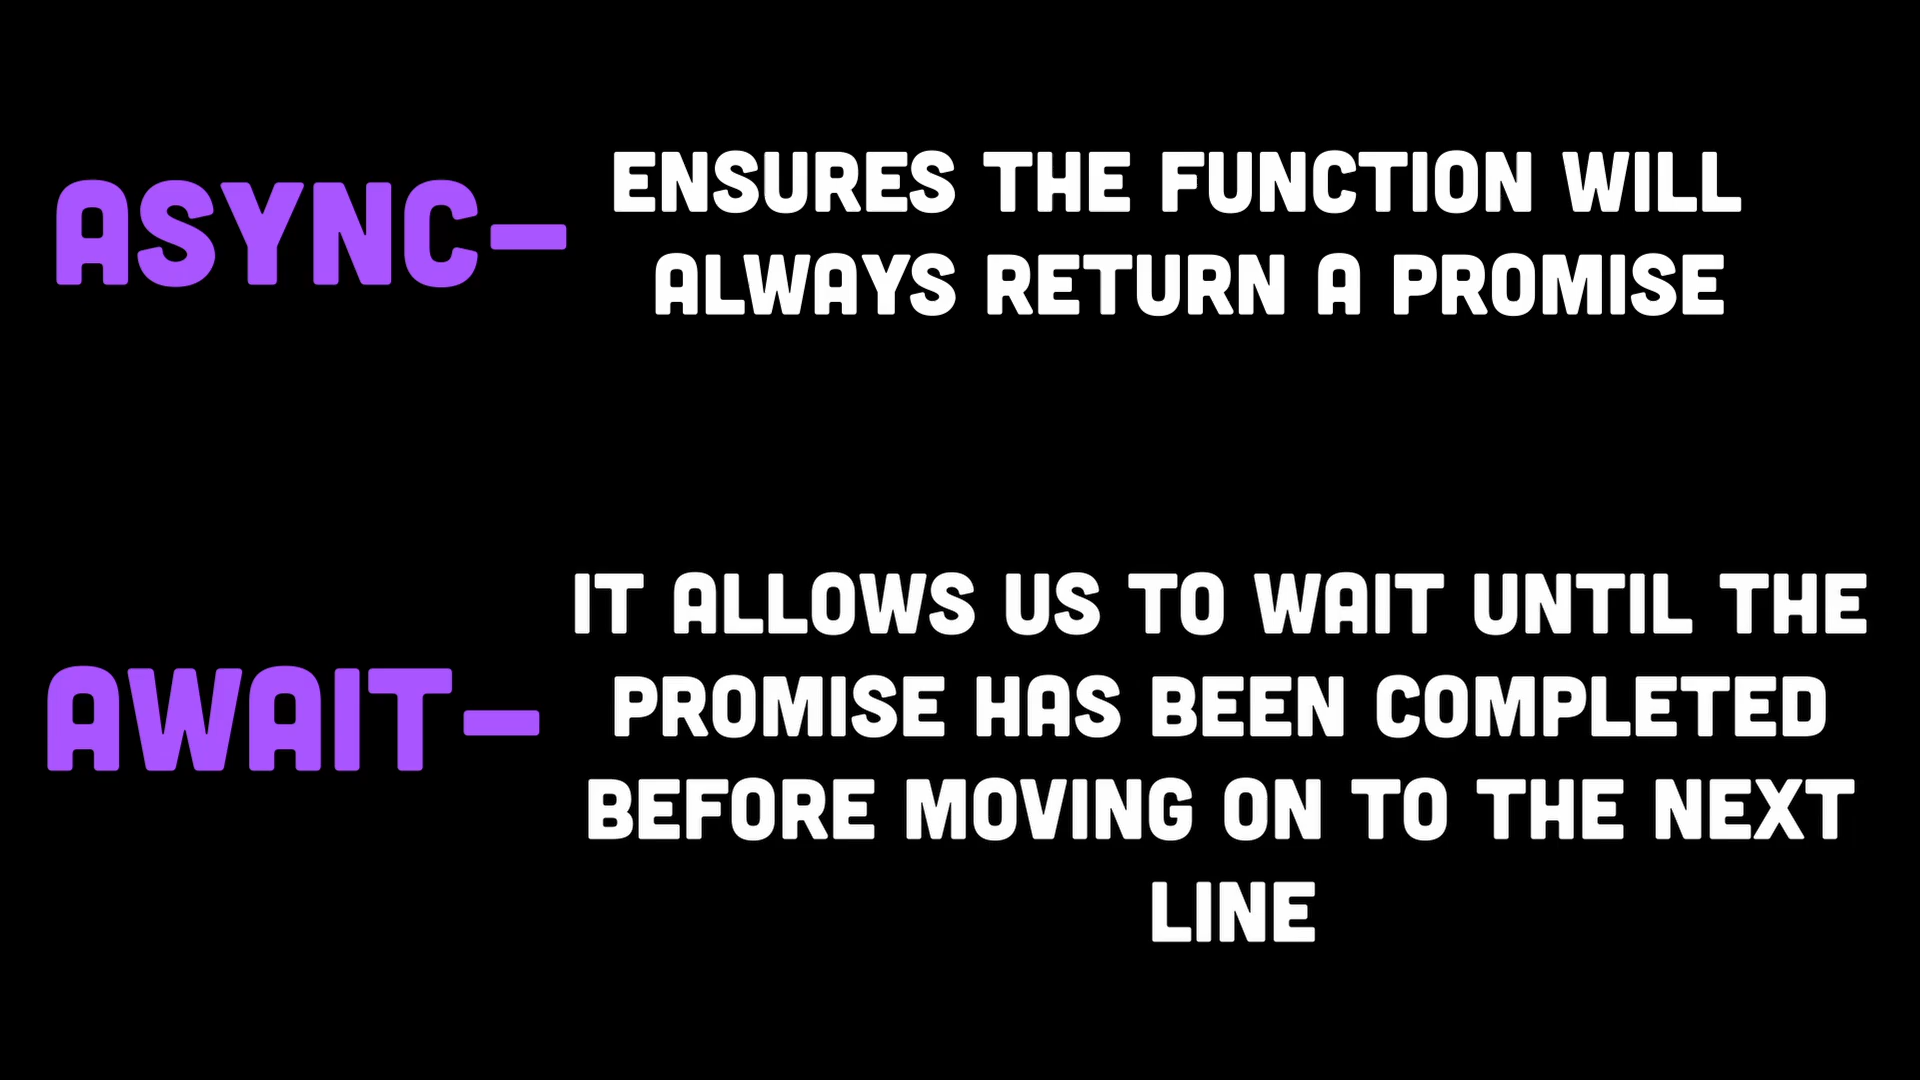 ASYNC-
ENSURES THE FUNCTION WILL
ALWAYS RETURN A PROMISE
AWAIT-
IT ALLOWS US TO WAIT UNTIL THE
PROMISE HAS BEEN COMPLETED
BEFORE MOVING ON TO THE NEXT
LINE